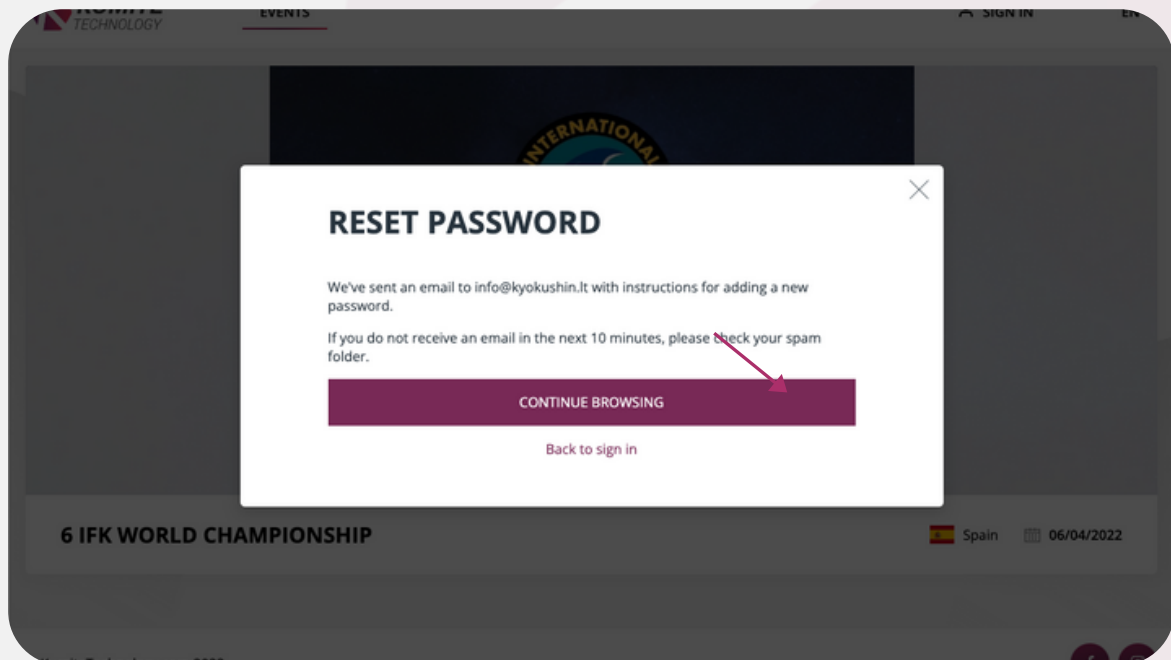 TECHNOLOGY
EVENTS
SIGN IN
EN
INTERNATIONAL
RESET PASSWORD
We've sent an email to info@kyokushin.lt with instructions for adding a new
password.
If you do not receive an email in the next 10 minutes, please check your spam
folder.
CONTINUE BROWSING
Back to sign in
6 IFK WORLD CHAMPIONSHIP
Spain
06/04/2022